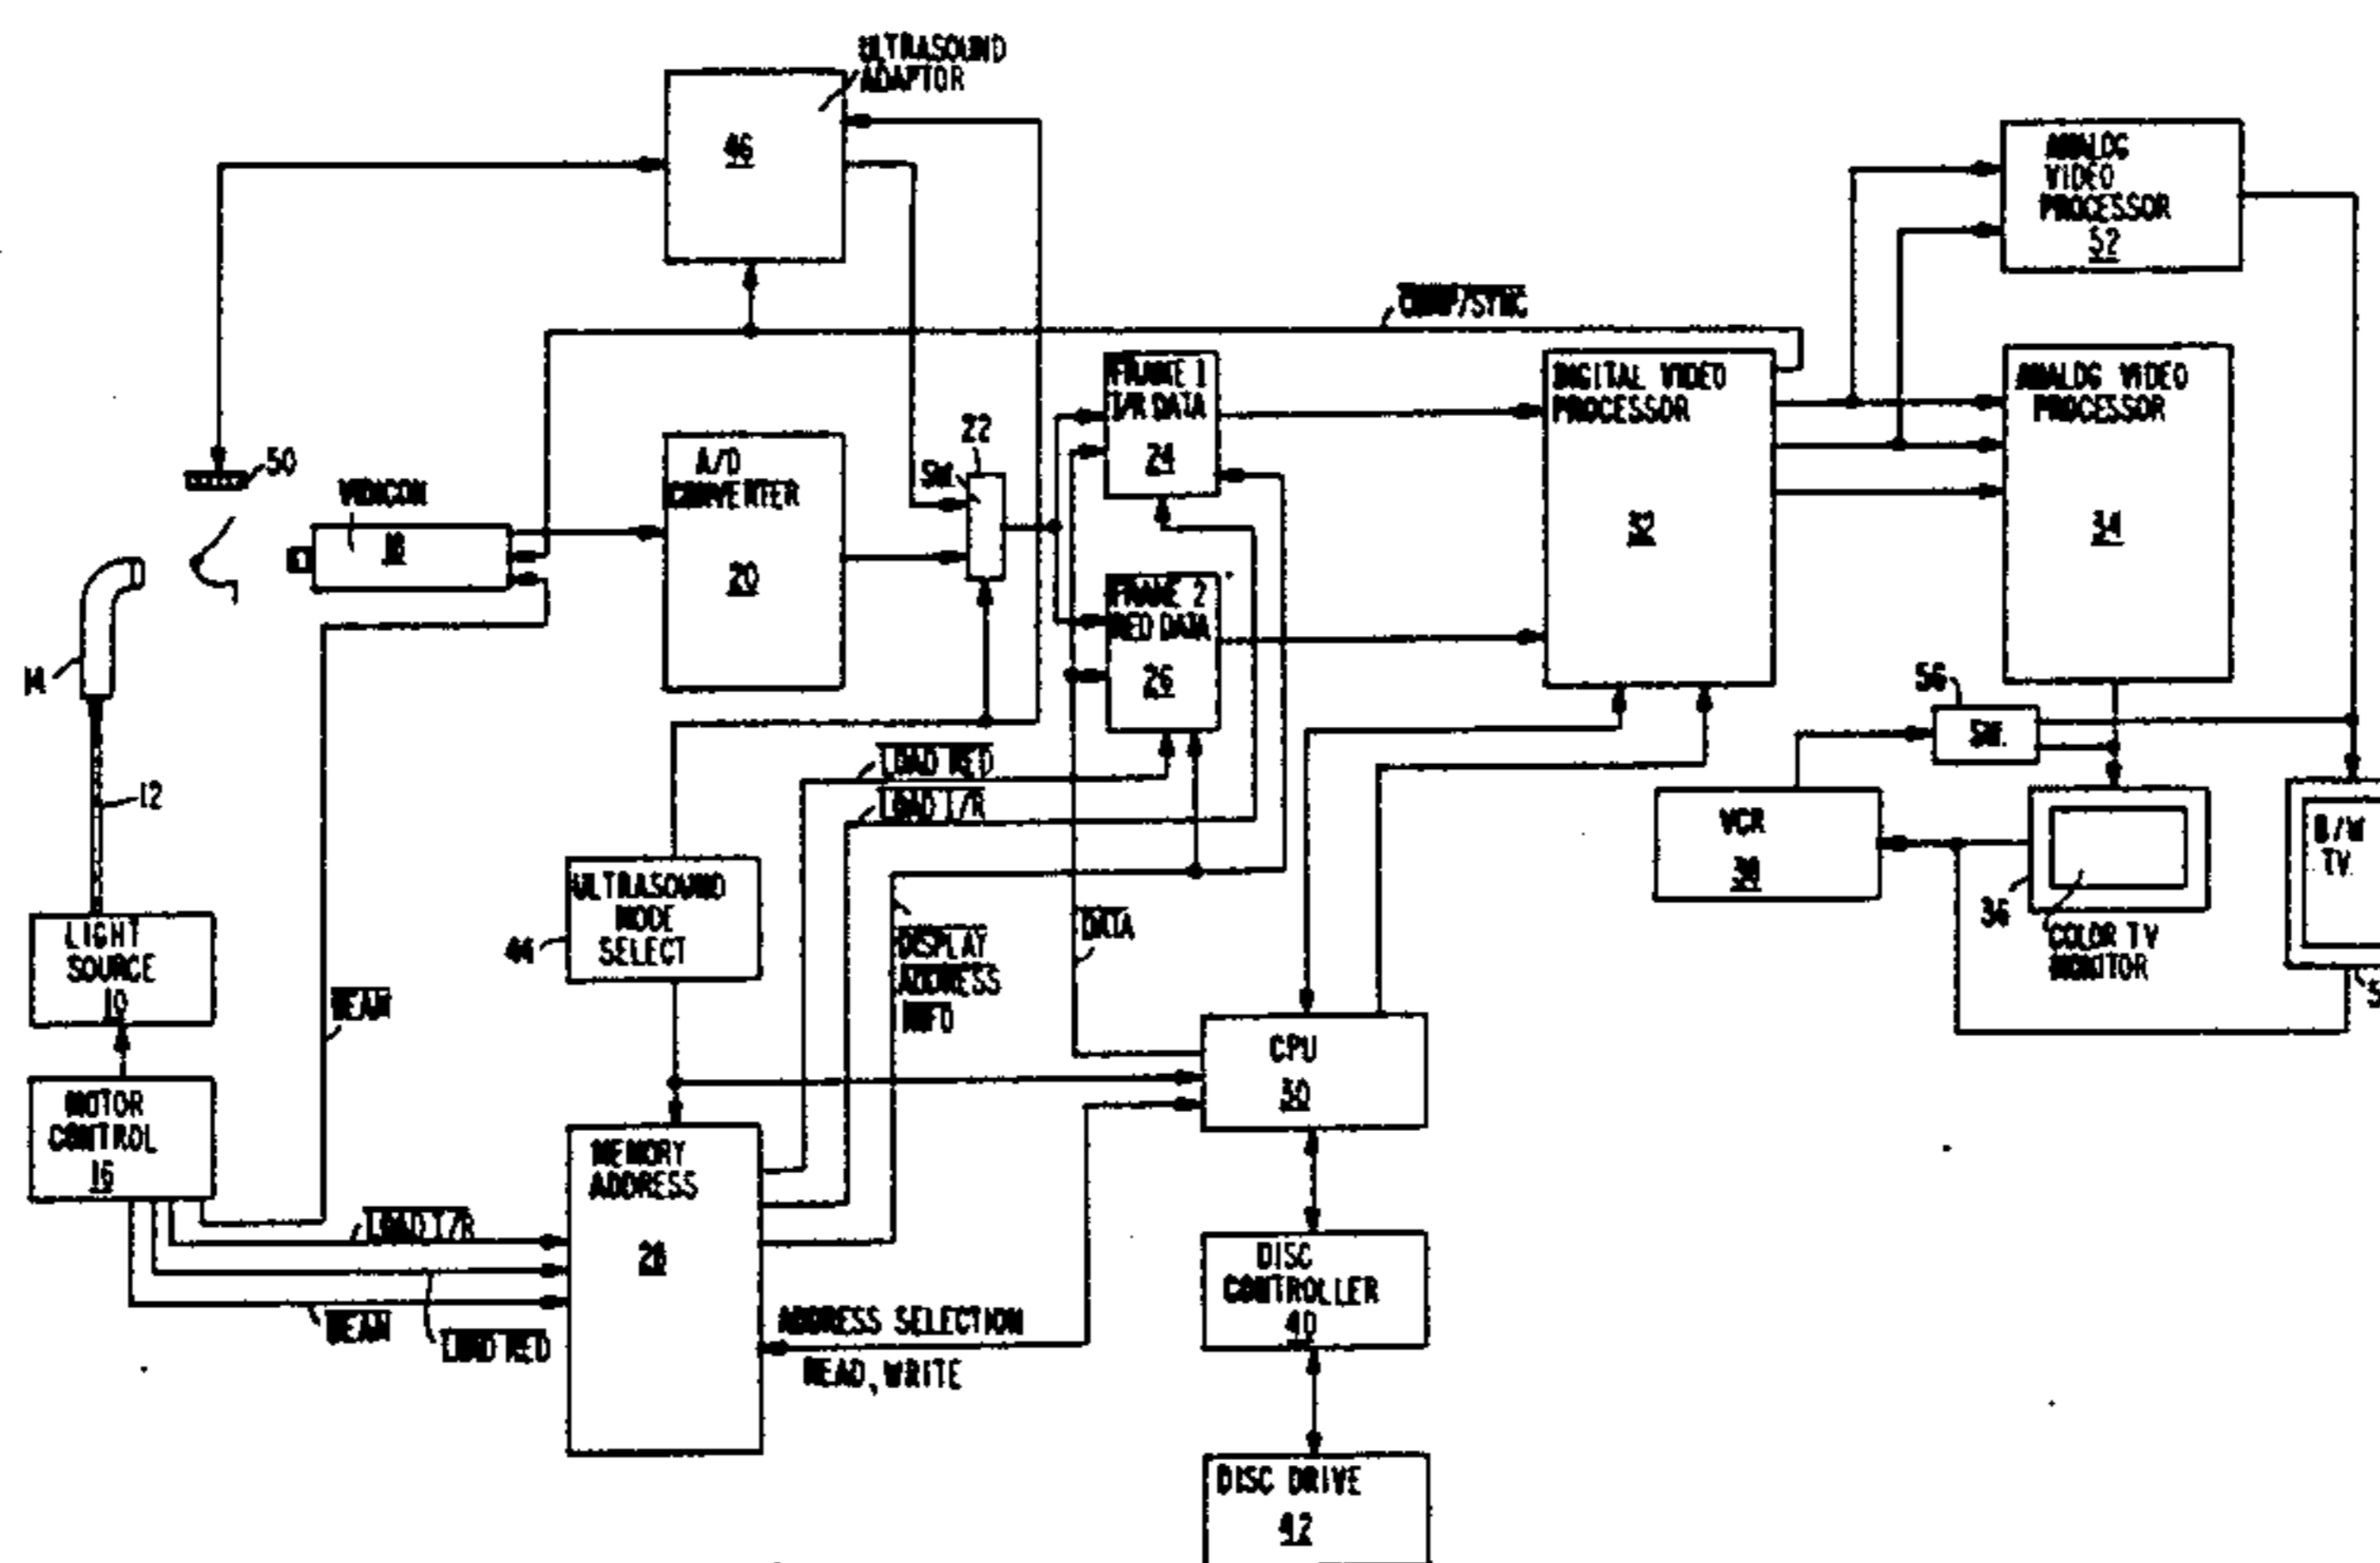 ULTRASOUND
ADAPTOR
46
ANALOG
VIDEO
PROCESSOR
52
COMP/SYNC
FRAME 1
I/R DATA
24
DIGITAL VIDEO
PROCESSOR
32
ANALOG VIDEO
PROCESSOR
34
22
SW.
A/D
CONVERTER
20
50
VIDICON
18
FRAME 2
RED DATA
26
14
56
SW.
LOAD RED
LOAD I/R
12
VCR
38
B/W
TV
36
COLOR TV
MONITOR
ULTRASOUND
MODE
SELECT
44
LIGHT
SOURCE
10
BEAM
DISPLAY
ADDRESS
INFO
DATA
CPU
30
MOTOR
CONTROL
16
MEMORY
ADDRESS
28
LOAD I/R
BEAM
LOAD RED
ADDRESS SELECTION
READ, WRITE
DISC
CONTROLLER
40
DISC DRIVE
42